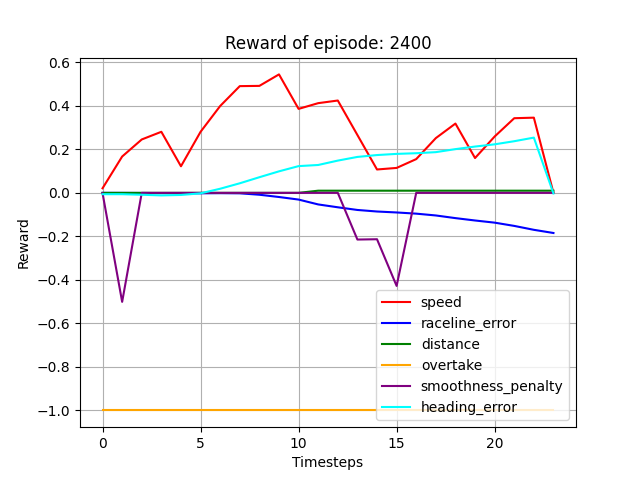 Reward of episode: 2400
0.6
0.4
0.2
0.0
−0.2
−0.4
−0.6
−0.8
−1.0
Reward
speed
raceline_error
distance
overtake
smoothness_penalty
heading_error
0 5 10 15 20
Timesteps